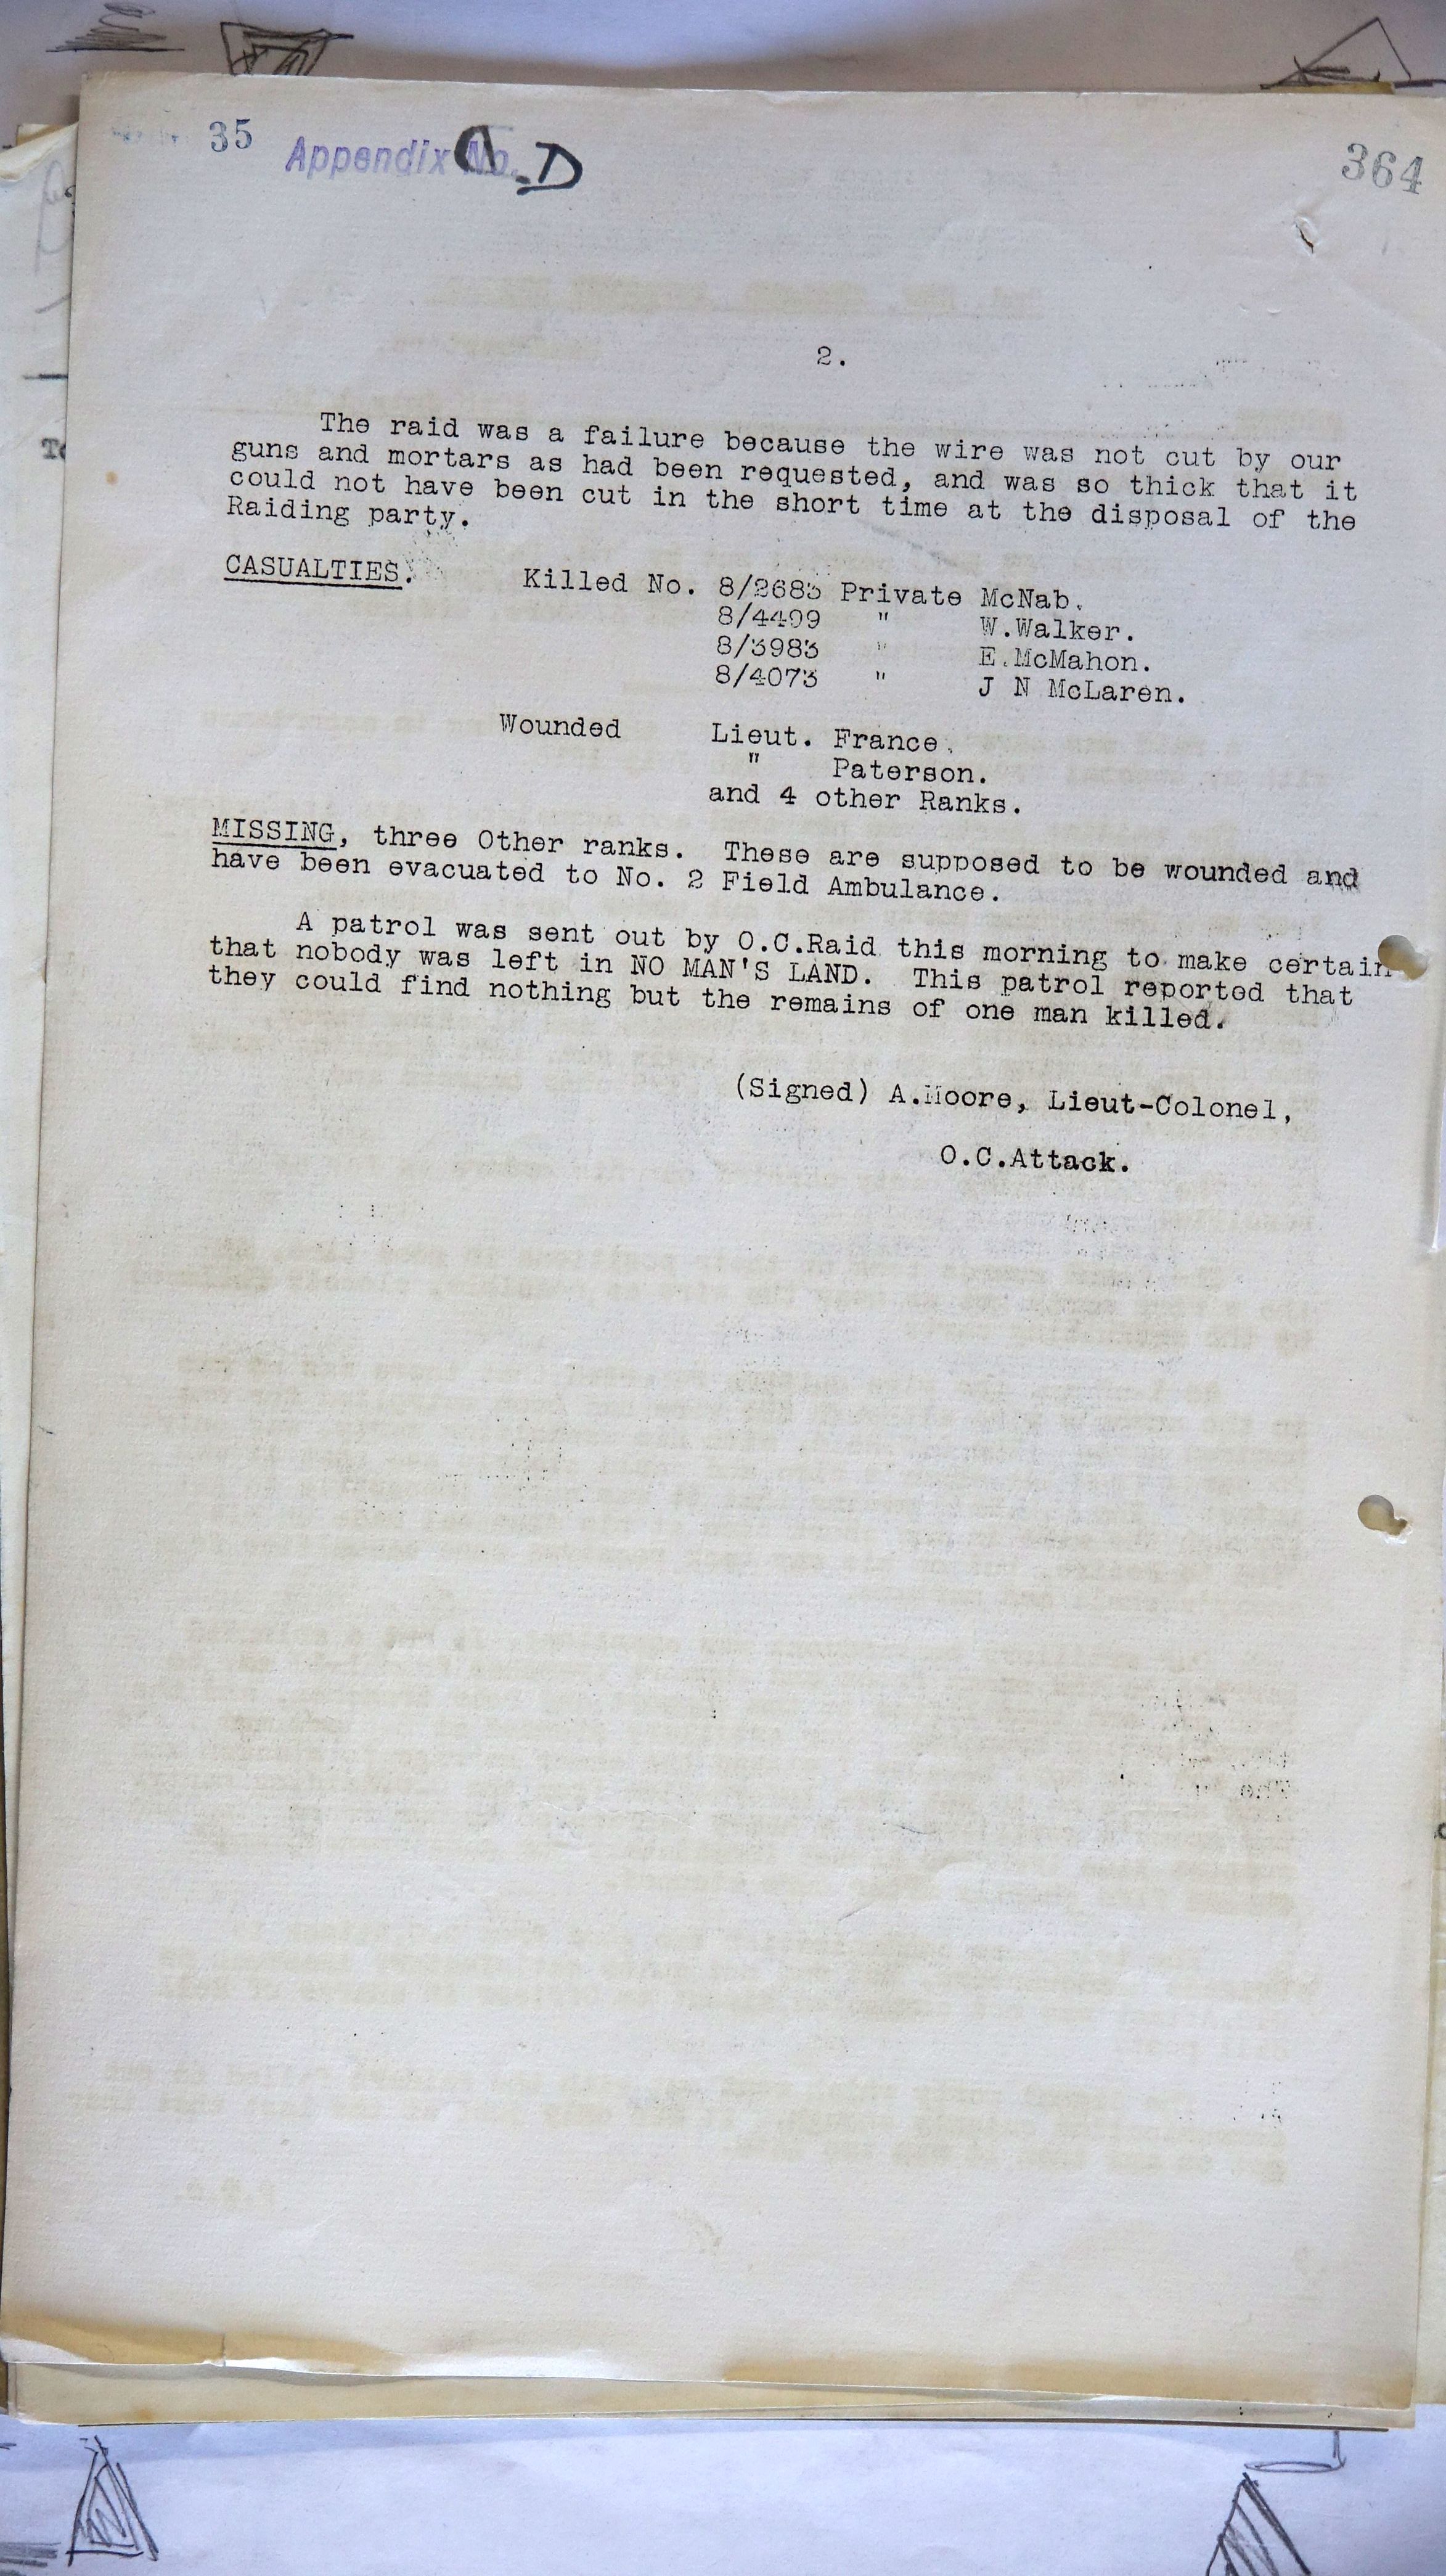 35 Appendix No. D
364
2.
The raid was a failure because the wire was not cut by our
guns and mortars as had been requested, and was so thick that it
could not have been cut in the short time at the disposal of the
Raiding party.
CASUALTIES. Killed No. 8/2683 Private McNab.
8/4499 " W.Walker.
8/3983 " E.McMahon.
8/4073 " J N McLaren.
Wounded Lieut. France.
" Paterson.
and 4 other Ranks.
MISSING, three Other ranks. These are supposed to be wounded and
have been evacuated to No. 2 Field Ambulance.
A patrol was sent out by O.C.Raid this morning to make certain
that nobody was left in NO MAN'S LAND. This patrol reported that
they could find nothing but the remains of one man killed.
(Signed) A.Moore, Lieut-Colonel,
O.C.Attack.